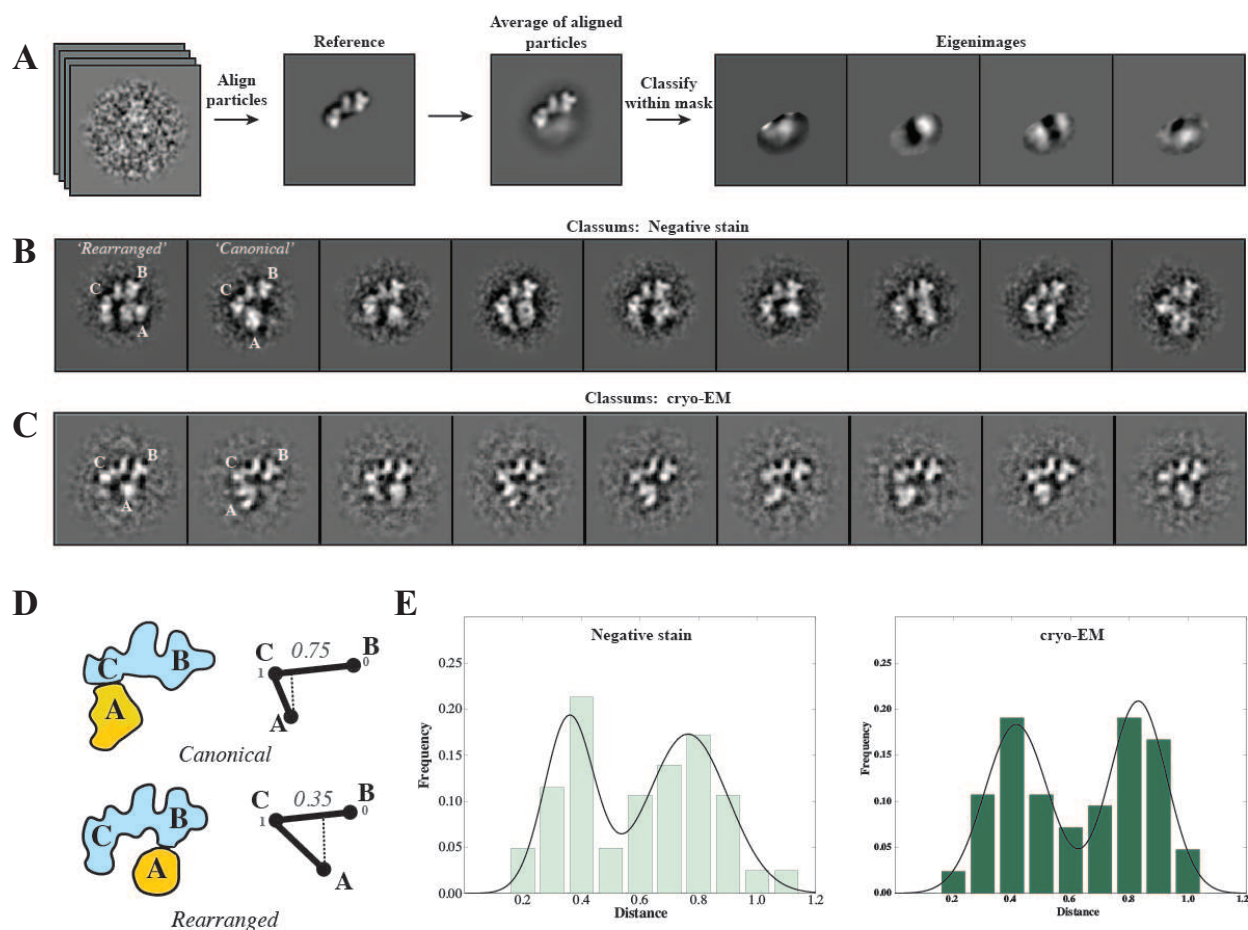 A
Align
particles
Reference
Average of aligned
particles
Classify
within mask
Eigenimages
B
Classums: Negative stain
'Rearranged'
'Canonical'
C
B
A
C
B
A
C
Classums: cryo-EM
C
B
A
C
B
A
D
C
B
A
C
0.75
B
1
0
A
Canonical
C
B
A
C
0.35
B
1
0
A
Rearranged
E
Negative stain
Frequency
0.25
0.20
0.15
0.10
0.05
0.00
0.2
0.4
0.6
0.8
1.0
1.2
Distance
cryo-EM
Frequency
0.25
0.20
0.15
0.10
0.05
0.00
0.2
0.4
0.6
0.8
1.0
1.2
Distance